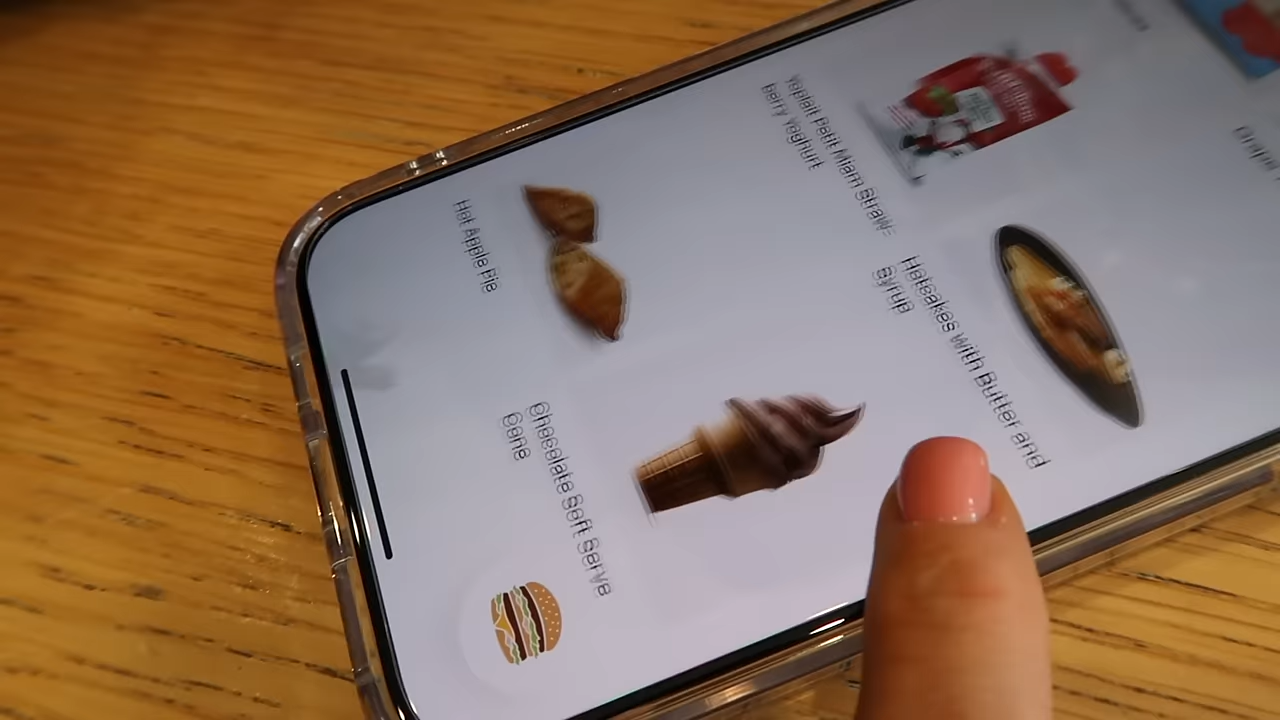 Yoplait Petit Miam Straw-
berry Yoghurt
Hotcakes with Butter and
Syrup
Hot Apple Pie
Chocolate Soft Serve
Cone